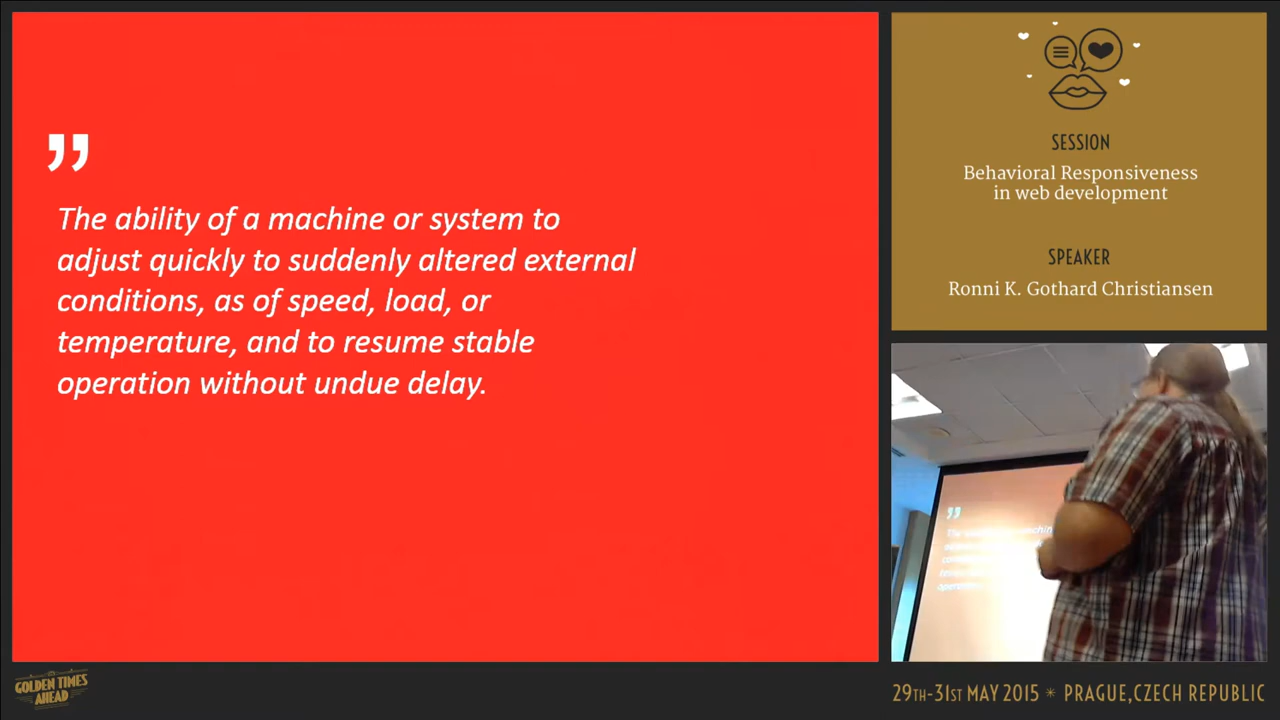 ”
The ability of a machine or system to
adjust quickly to suddenly altered external
conditions, as of speed, load, or
temperature, and to resume stable
operation without undue delay.
SESSION
Behavioral Responsiveness
in web development
SPEAKER
Ronni K. Gothard Christiansen
GOLDEN TIMES
AHEAD
29TH-31ST MAY 2015 * PRAGUE, CZECH REPUBLIC